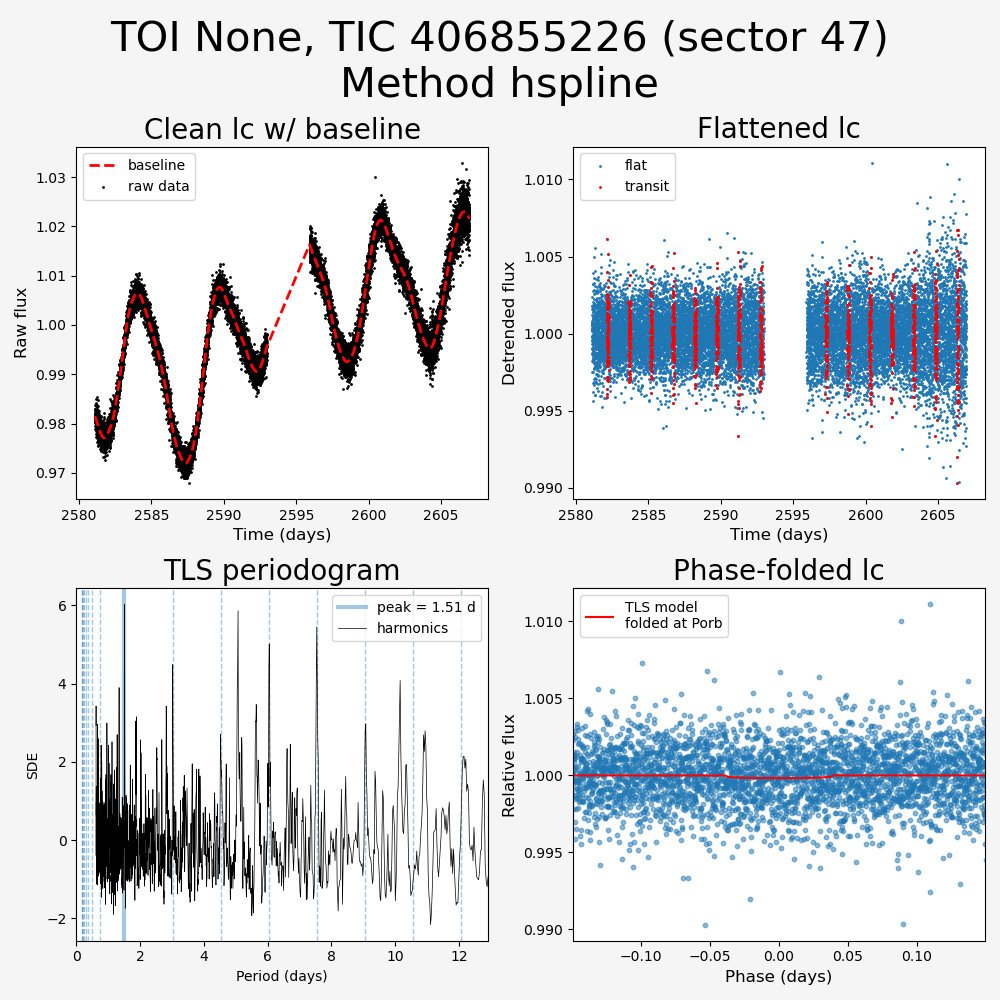 TOI None, TIC 406855226 (sector 47)
Method hspline
Clean lc w/ baseline
baseline
raw data
1.03
1.02
1.01
1.00
0.99
0.98
0.97
Raw flux
2580
2585
2590
2595
2600
2605
Time (days)
Flattened lc
flat
transit
1.010
1.005
1.000
0.995
0.990
Detrended flux
2580
2585
2590
2595
2600
2605
Time (days)
TLS periodogram
peak = 1.51 d
harmonics
6
4
2
0
−2
SDE
0
2
4
6
8
10
12
Period (days)
Phase-folded lc
TLS model
folded at Porb
1.010
1.005
1.000
0.995
0.990
Relative flux
−0.10
−0.05
0.00
0.05
0.10
Phase (days)